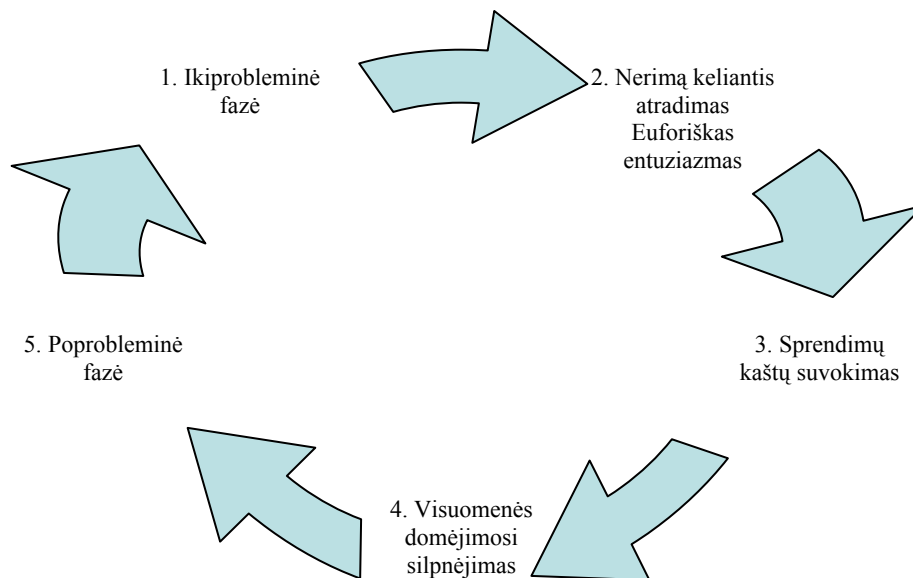 1. Ikiprobleminė
fazė
2. Nerimą keliantis
atradimas
Euforiškas
entuziazmas
3. Sprendimų
kaštų suvokimas
4. Visuomenės
domėjimosi
silpnėjimas
5. Poprobleminė
fazė